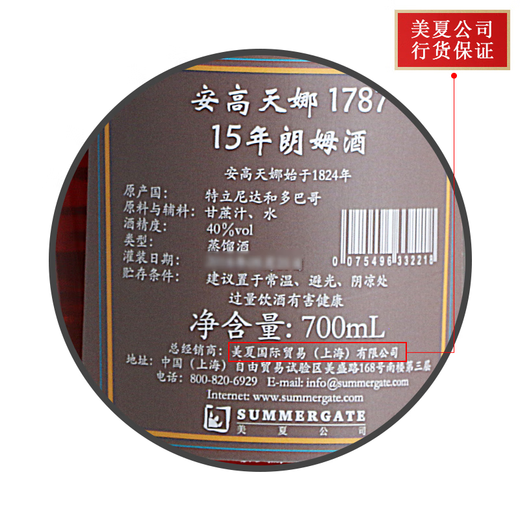 美夏公司
行货保证
安高天娜 1787
15年朗姆酒
安高天娜始于1824年
原产国: 特立尼达和多巴哥
原料与辅料: 甘蔗汁、水
酒精度: 40%vol
类型: 蒸馏酒
灌装日期:
贮存条件: 建议置于常温、避光、阴凉处
过量饮酒有害健康
净含量: 700mL
0 075496 332218
总经销商: 美夏国际贸易（上海）有限公司
地址: 中国（上海）自由贸易试验区美盛路168号南楼第三层
电话: 800-820-6929 E-mail: info@summergate.com
Internet: www.summergate.com
SUMMERGATE
美夏公司